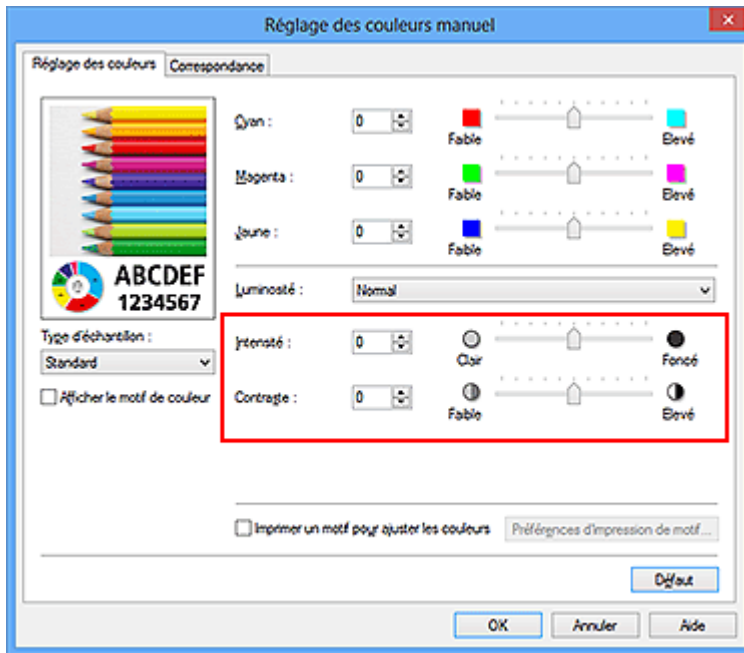 Réglage des couleurs manuel
Réglage des couleurs
Correspondance
ABCDEF
1234567
Type d'échantillon :
Standard
Afficher le motif de couleur
Cyan :
0
Faible
Elevé
Magenta :
0
Faible
Elevé
Jaune :
0
Faible
Elevé
Luminosité :
Normal
Intensité :
0
Clair
Foncé
Contraste :
0
Faible
Elevé
Imprimer un motif pour ajuster les couleurs
Préférences d'impression de motif...
Défaut
OK
Annuler
Aide